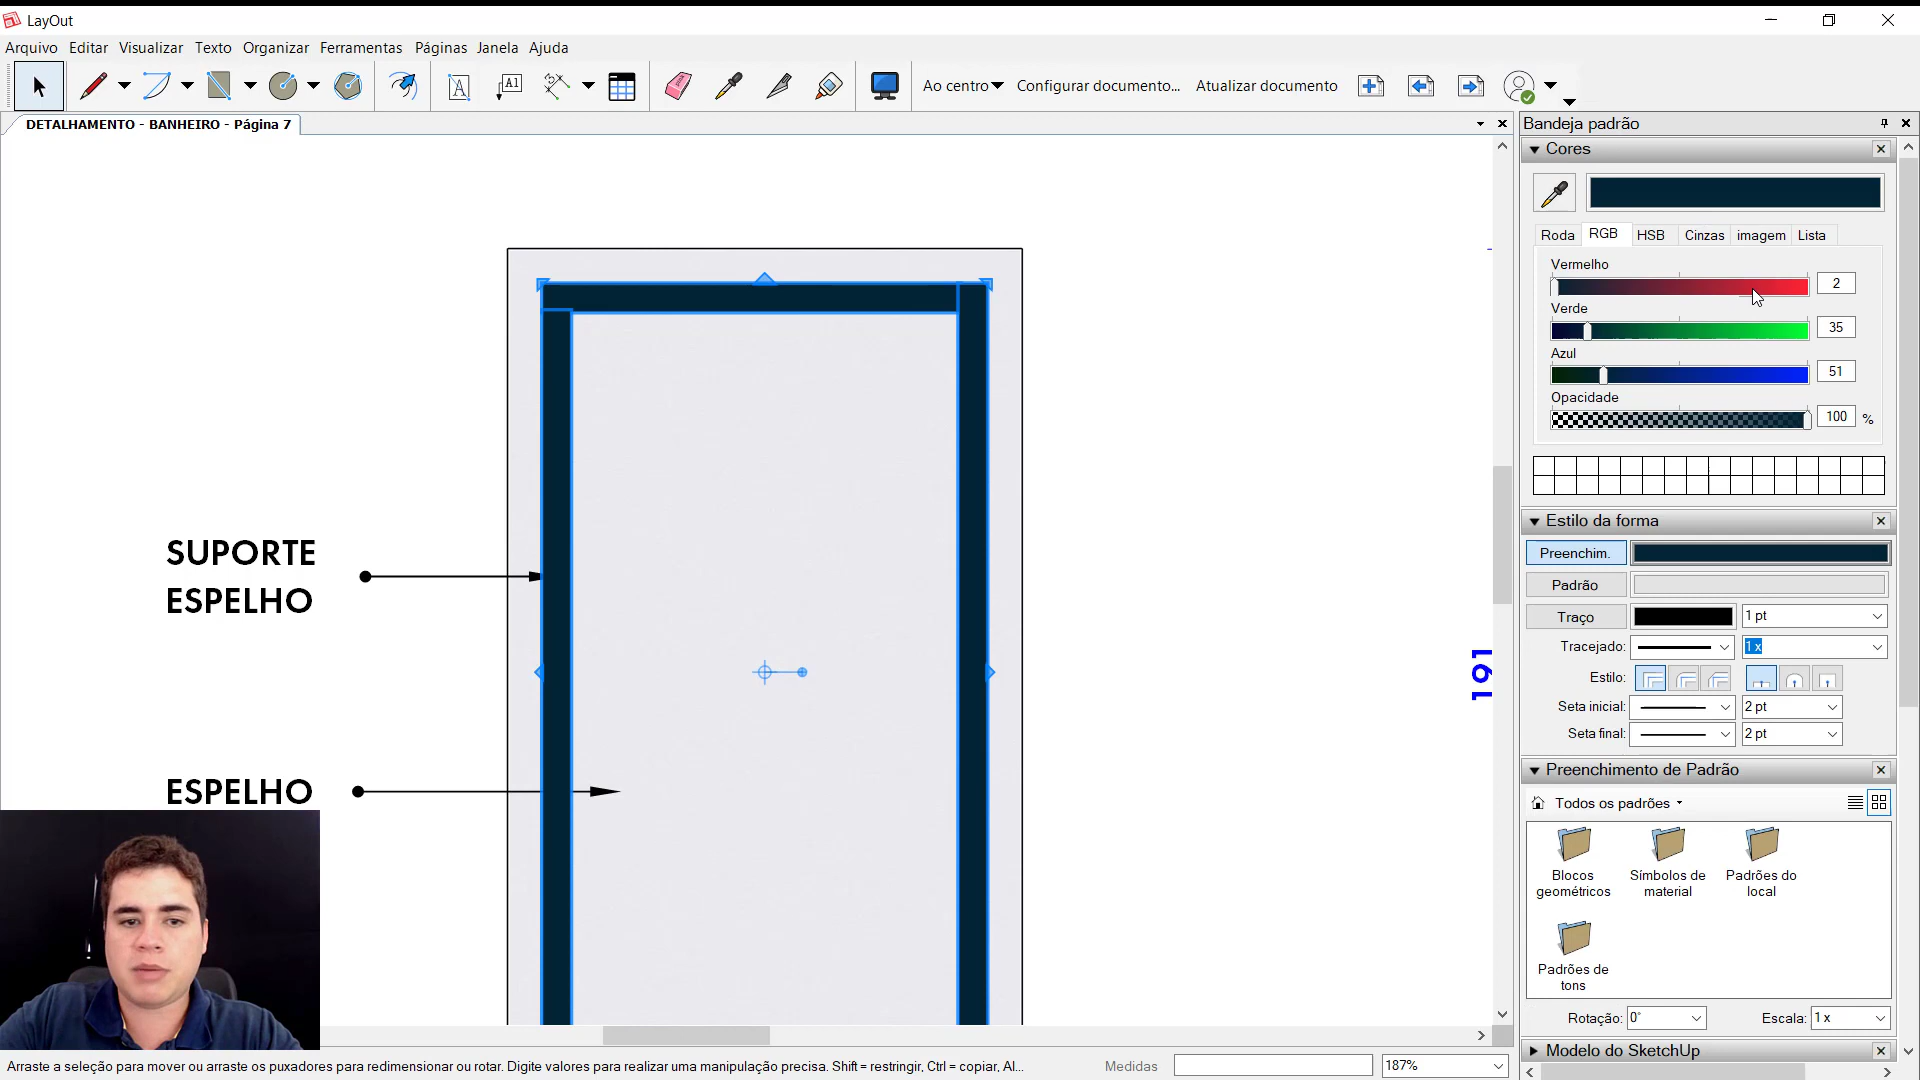 LayOut
Arquivo Editar Visualizar Texto Organizar Ferramentas Páginas Janela Ajuda
Ao centro Configurar documento... Atualizar documento
DETALHAMENTO - BANHEIRO - Página 7
SUPORTE
ESPELHO
ESPELHO
191
Bandeja padrão
Cores
Roda RGB HSB Cinzas imagem Lista
Vermelho
2
Verde
35
Azul
51
Opacidade
100 %
Estilo da forma
Preenchim.
Padrão
Traço 1 pt
Tracejado: 1 x
Estilo:
Seta inicial: 2 pt
Seta final: 2 pt
Preenchimento de Padrão
Todos os padrões
Blocos geométricos
Símbolos de material
Padrões do local
Padrões de tons
Rotação: 0° Escala: 1 x
Modelo do SketchUp
Arraste a seleção para mover ou arraste os puxadores para redimensionar ou rotar. Digite valores para realizar uma manipulação precisa. Shift = restringir, Ctrl = copiar, Al...
Medidas 187%